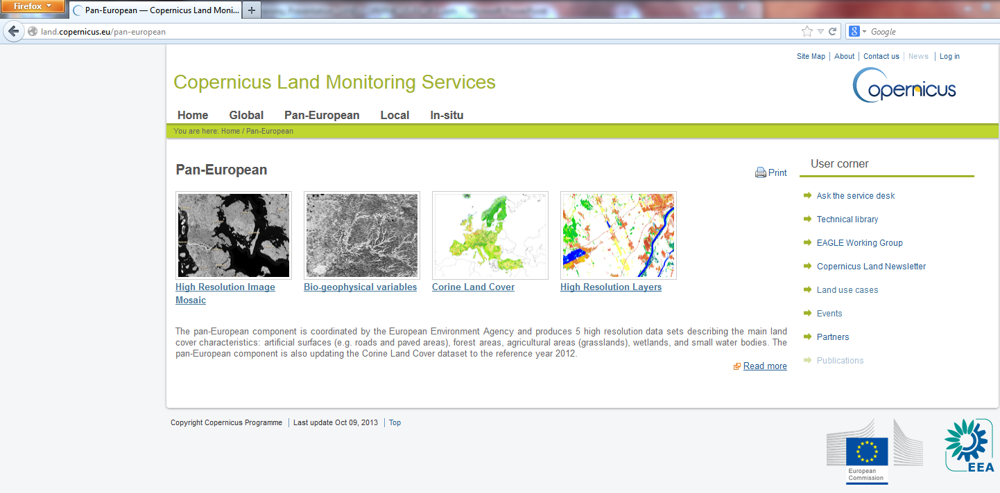 Firefox
Pan-European — Copernicus Land Moni...
land.copernicus.eu/pan-european
Google
Site Map About Contact us News Log in
Copernicus Land Monitoring Services
Copernicus
Home Global Pan-European Local In-situ
You are here: Home / Pan-European
Pan-European
Print
User corner
High Resolution Image
Mosaic
Bio-geophysical variables
Corine Land Cover
High Resolution Layers
Ask the service desk
Technical library
EAGLE Working Group
Copernicus Land Newsletter
Land use cases
Events
Partners
Publications
The pan-European component is coordinated by the European Environment Agency and produces 5 high resolution data sets describing the main land
cover characteristics: artificial surfaces (e.g. roads and paved areas), forest areas, agricultural areas (grasslands), wetlands, and small water bodies. The
pan-European component is also updating the Corine Land Cover dataset to the reference year 2012.
Read more
Copyright Copernicus Programme Last update Oct 09, 2013 Top
European
Commission
EEA